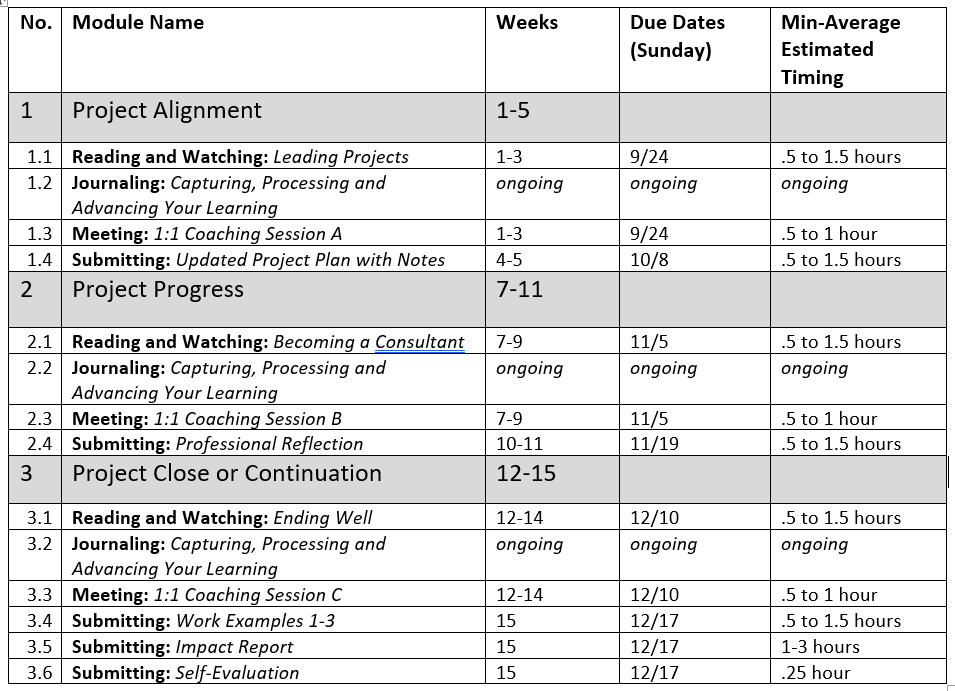 No. Module Name Weeks Due Dates (Sunday) Min-Average Estimated Timing
1 Project Alignment 1-5
1.1 Reading and Watching: Leading Projects 1-3 9/24 .5 to 1.5 hours
1.2 Journaling: Capturing, Processing and Advancing Your Learning ongoing ongoing ongoing
1.3 Meeting: 1:1 Coaching Session A 1-3 9/24 .5 to 1 hour
1.4 Submitting: Updated Project Plan with Notes 4-5 10/8 .5 to 1.5 hours
2 Project Progress 7-11
2.1 Reading and Watching: Becoming a Consultant 7-9 11/5 .5 to 1.5 hours
2.2 Journaling: Capturing, Processing and Advancing Your Learning ongoing ongoing ongoing
2.3 Meeting: 1:1 Coaching Session B 7-9 11/5 .5 to 1 hour
2.4 Submitting: Professional Reflection 10-11 11/19 .5 to 1.5 hours
3 Project Close or Continuation 12-15
3.1 Reading and Watching: Ending Well 12-14 12/10 .5 to 1.5 hours
3.2 Journaling: Capturing, Processing and Advancing Your Learning ongoing ongoing ongoing
3.3 Meeting: 1:1 Coaching Session C 12-14 12/10 .5 to 1 hour
3.4 Submitting: Work Examples 1-3 15 12/17 .5 to 1.5 hours
3.5 Submitting: Impact Report 15 12/17 1-3 hours
3.6 Submitting: Self-Evaluation 15 12/17 .25 hour